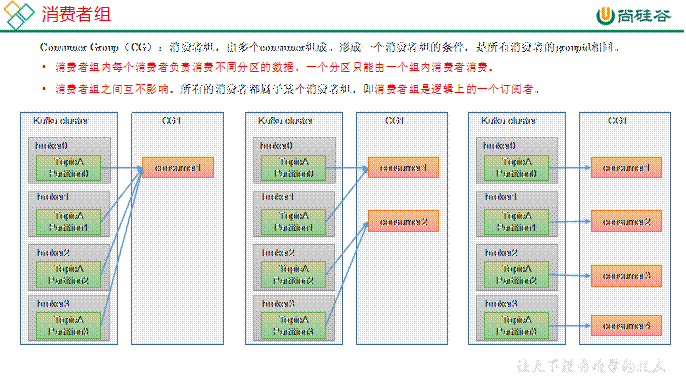 消费者组
尚硅谷
Consumer Group（CG）：消费者组，由多个consumer组成。形成一个消费者组的条件，是所有消费者的groupid相同。
• 消费者组内每个消费者负责消费不同分区的数据，一个分区只能由一个组内消费者消费。
• 消费者组之间互不影响。所有的消费者都属于某个消费者组，即消费者组是逻辑上的一个订阅者。
Kafka cluster
CG1
broker0
TopicA
Partition0
consumer1
broker1
TopicA
Partition1
broker2
TopicA
Partition2
broker3
TopicA
Partition3
Kafka cluster
CG1
broker0
TopicA
Partition0
consumer1
broker1
TopicA
Partition1
consumer2
broker2
TopicA
Partition2
broker3
TopicA
Partition3
Kafka cluster
CG1
broker0
TopicA
Partition0
consumer1
broker1
TopicA
Partition1
consumer2
broker2
TopicA
Partition2
consumer3
broker3
TopicA
Partition3
consumer4
让天下没有难学的技术